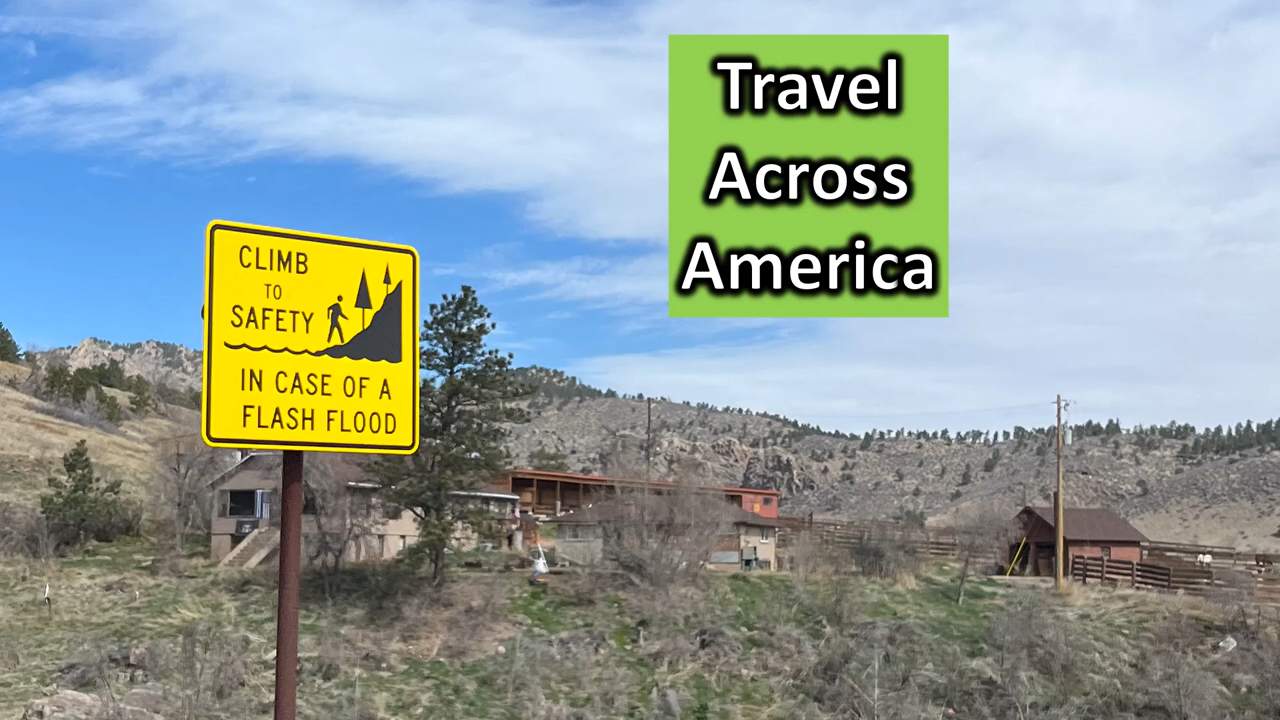 CLIMB
TO
SAFETY
IN CASE OF A
FLASH FLOOD
Travel
Across
America